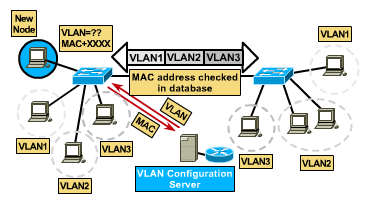 New
Node
VLAN=??
MAC+XXXX
VLAN1 VLAN2 VLAN3
MAC address checked
in database
VLAN1
VLAN
MAC
VLAN1
VLAN2
VLAN3
VLAN3
VLAN2
VLAN Configuration
Server